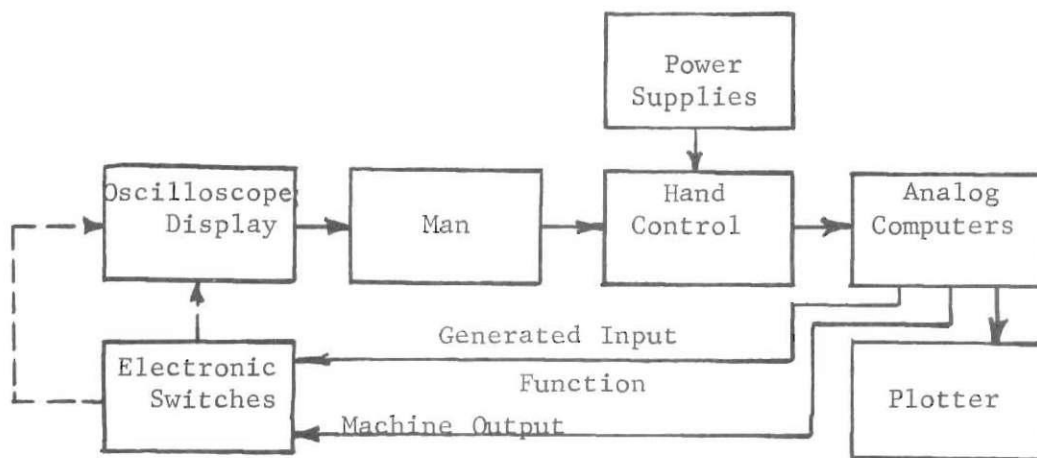 Power
Supplies
Oscilloscope
Display
Man
Hand
Control
Analog
Computers
Generated Input
Function
Electronic
Switches
Machine Output
Plotter